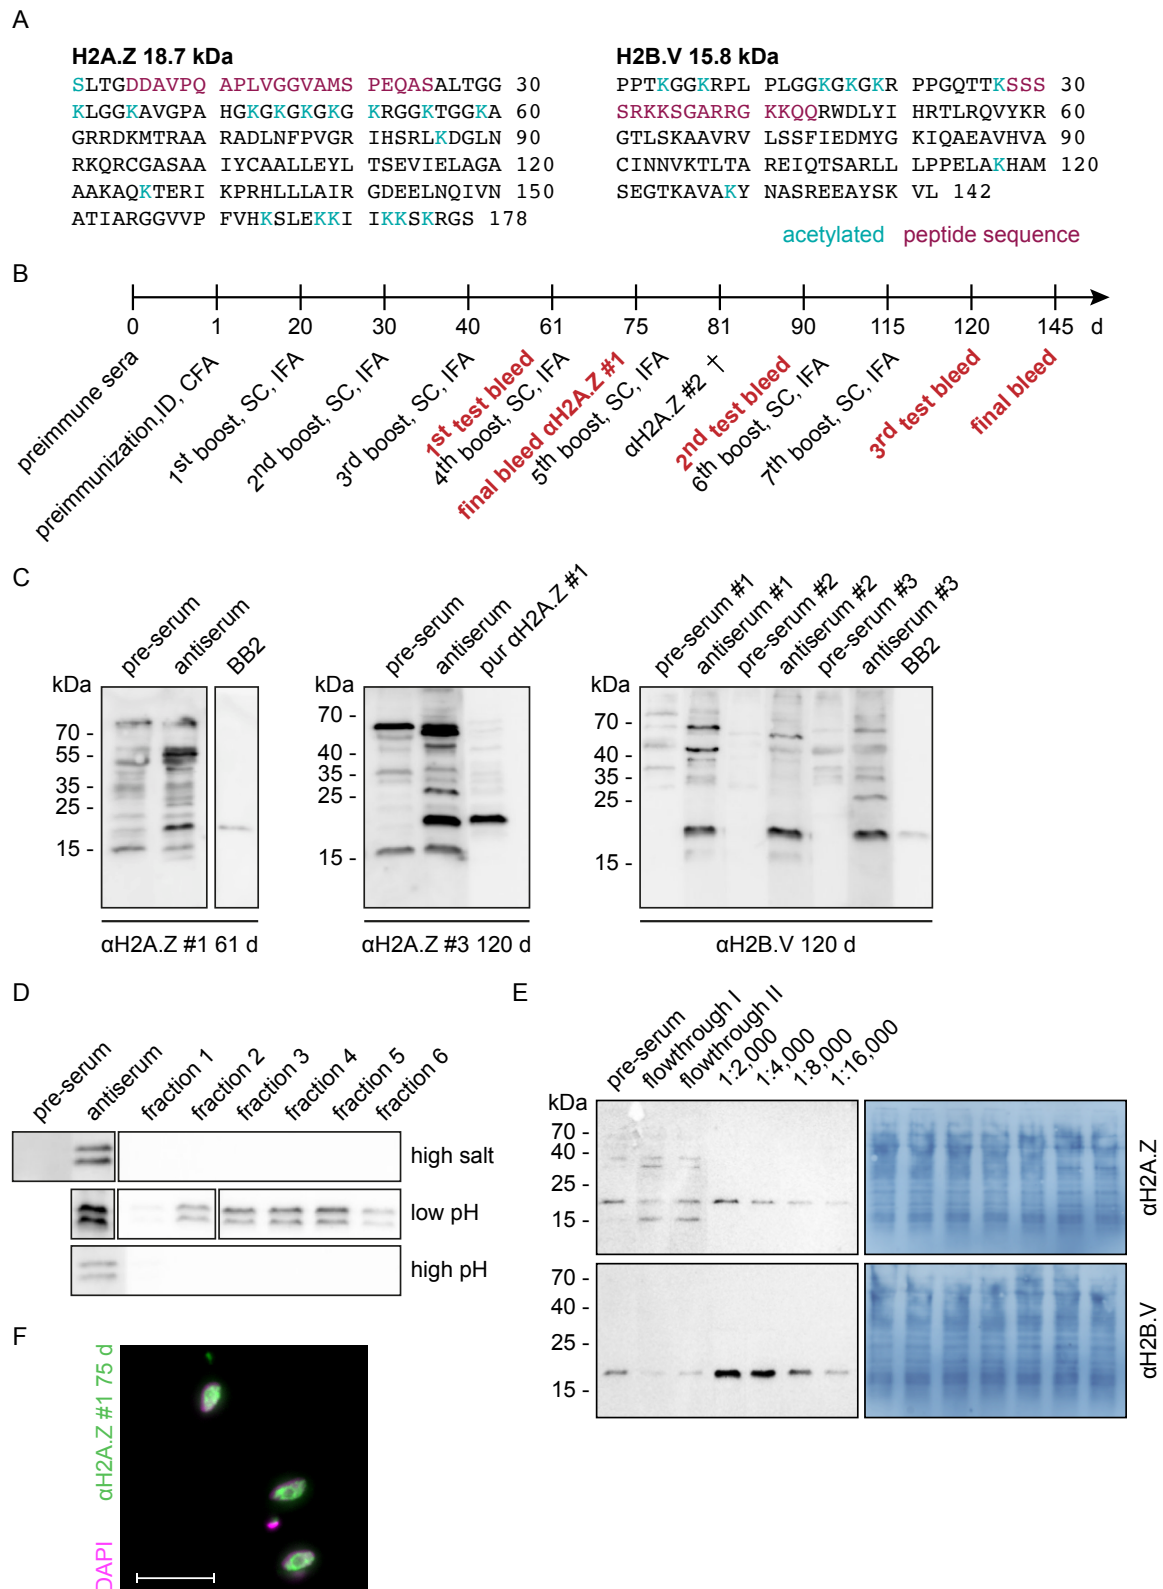 A
H2A.Z 18.7 kDa
SLTGDDAVPQ APLVGGVAMS PEQASALTGG 30
KLGGKAVGPA HGKGKGKGKG KRGGKTGGKA 60
GRRDKMTRAA RADLNFPVGR IHSRLKDGLN 90
RKQRCGASAA IYCAALLEYL TSEVIELAGA 120
AAKAQKTERI KPRHLLLAIR GDEELNQIVN 150
ATIARGGVVP FVHKSLEKKI IKKSKRGS 178
H2B.V 15.8 kDa
PPTKGGKRPL PLGGKGKGKR PPGQTTKSSS 30
SRKKSGARRG KKQQRWDLYI HRTLRQVYKR 60
GTLSKAAVRV LSSFIEDMYG KIQAEAVHVA 90
CINNVKTLTA REIQTSARLL LPPELAKHAM 120
SEGTKAVAKY NASREEAYSK VL 142
acetylated peptide sequence
B
0 1 20 30 40 61 75 81 90 115 120 145 d
preimmune sera
preimmunization,ID, CFA
1st boost, SC, IFA
2nd boost, SC, IFA
3rd boost, SC, IFA
1st test bleed
4th boost, SC, IFA
final bleed αH2A.Z #1
5th boost, SC, IFA
αH2A.Z #2 †
2nd test bleed
6th boost, SC, IFA
7th boost, SC, IFA
3rd test bleed
final bleed
C
pre-serum
antiserum
BB2
kDa
70 -
55 -
35 -
25 -
15 -
αH2A.Z #1 61 d
pre-serum
antiserum
pur αH2A.Z #1
kDa
70 -
40 -
35 -
25 -
15 -
αH2A.Z #3 120 d
pre-serum #1
antiserum #1
pre-serum #2
antiserum #2
pre-serum #3
antiserum #3
BB2
kDa
70 -
40 -
35 -
25 -
15 -
αH2B.V 120 d
D
pre-serum
antiserum
fraction 1
fraction 2
fraction 3
fraction 4
fraction 5
fraction 6
high salt
low pH
high pH
E
pre-serum
flowthrough I
flowthrough II
1:2,000
1:4,000
1:8,000
1:16,000
kDa
70 -
40 -
25 -
15 -
αH2A.Z
70 -
40 -
25 -
15 -
αH2B.V
F
αH2A.Z #1 75 d
DAPI